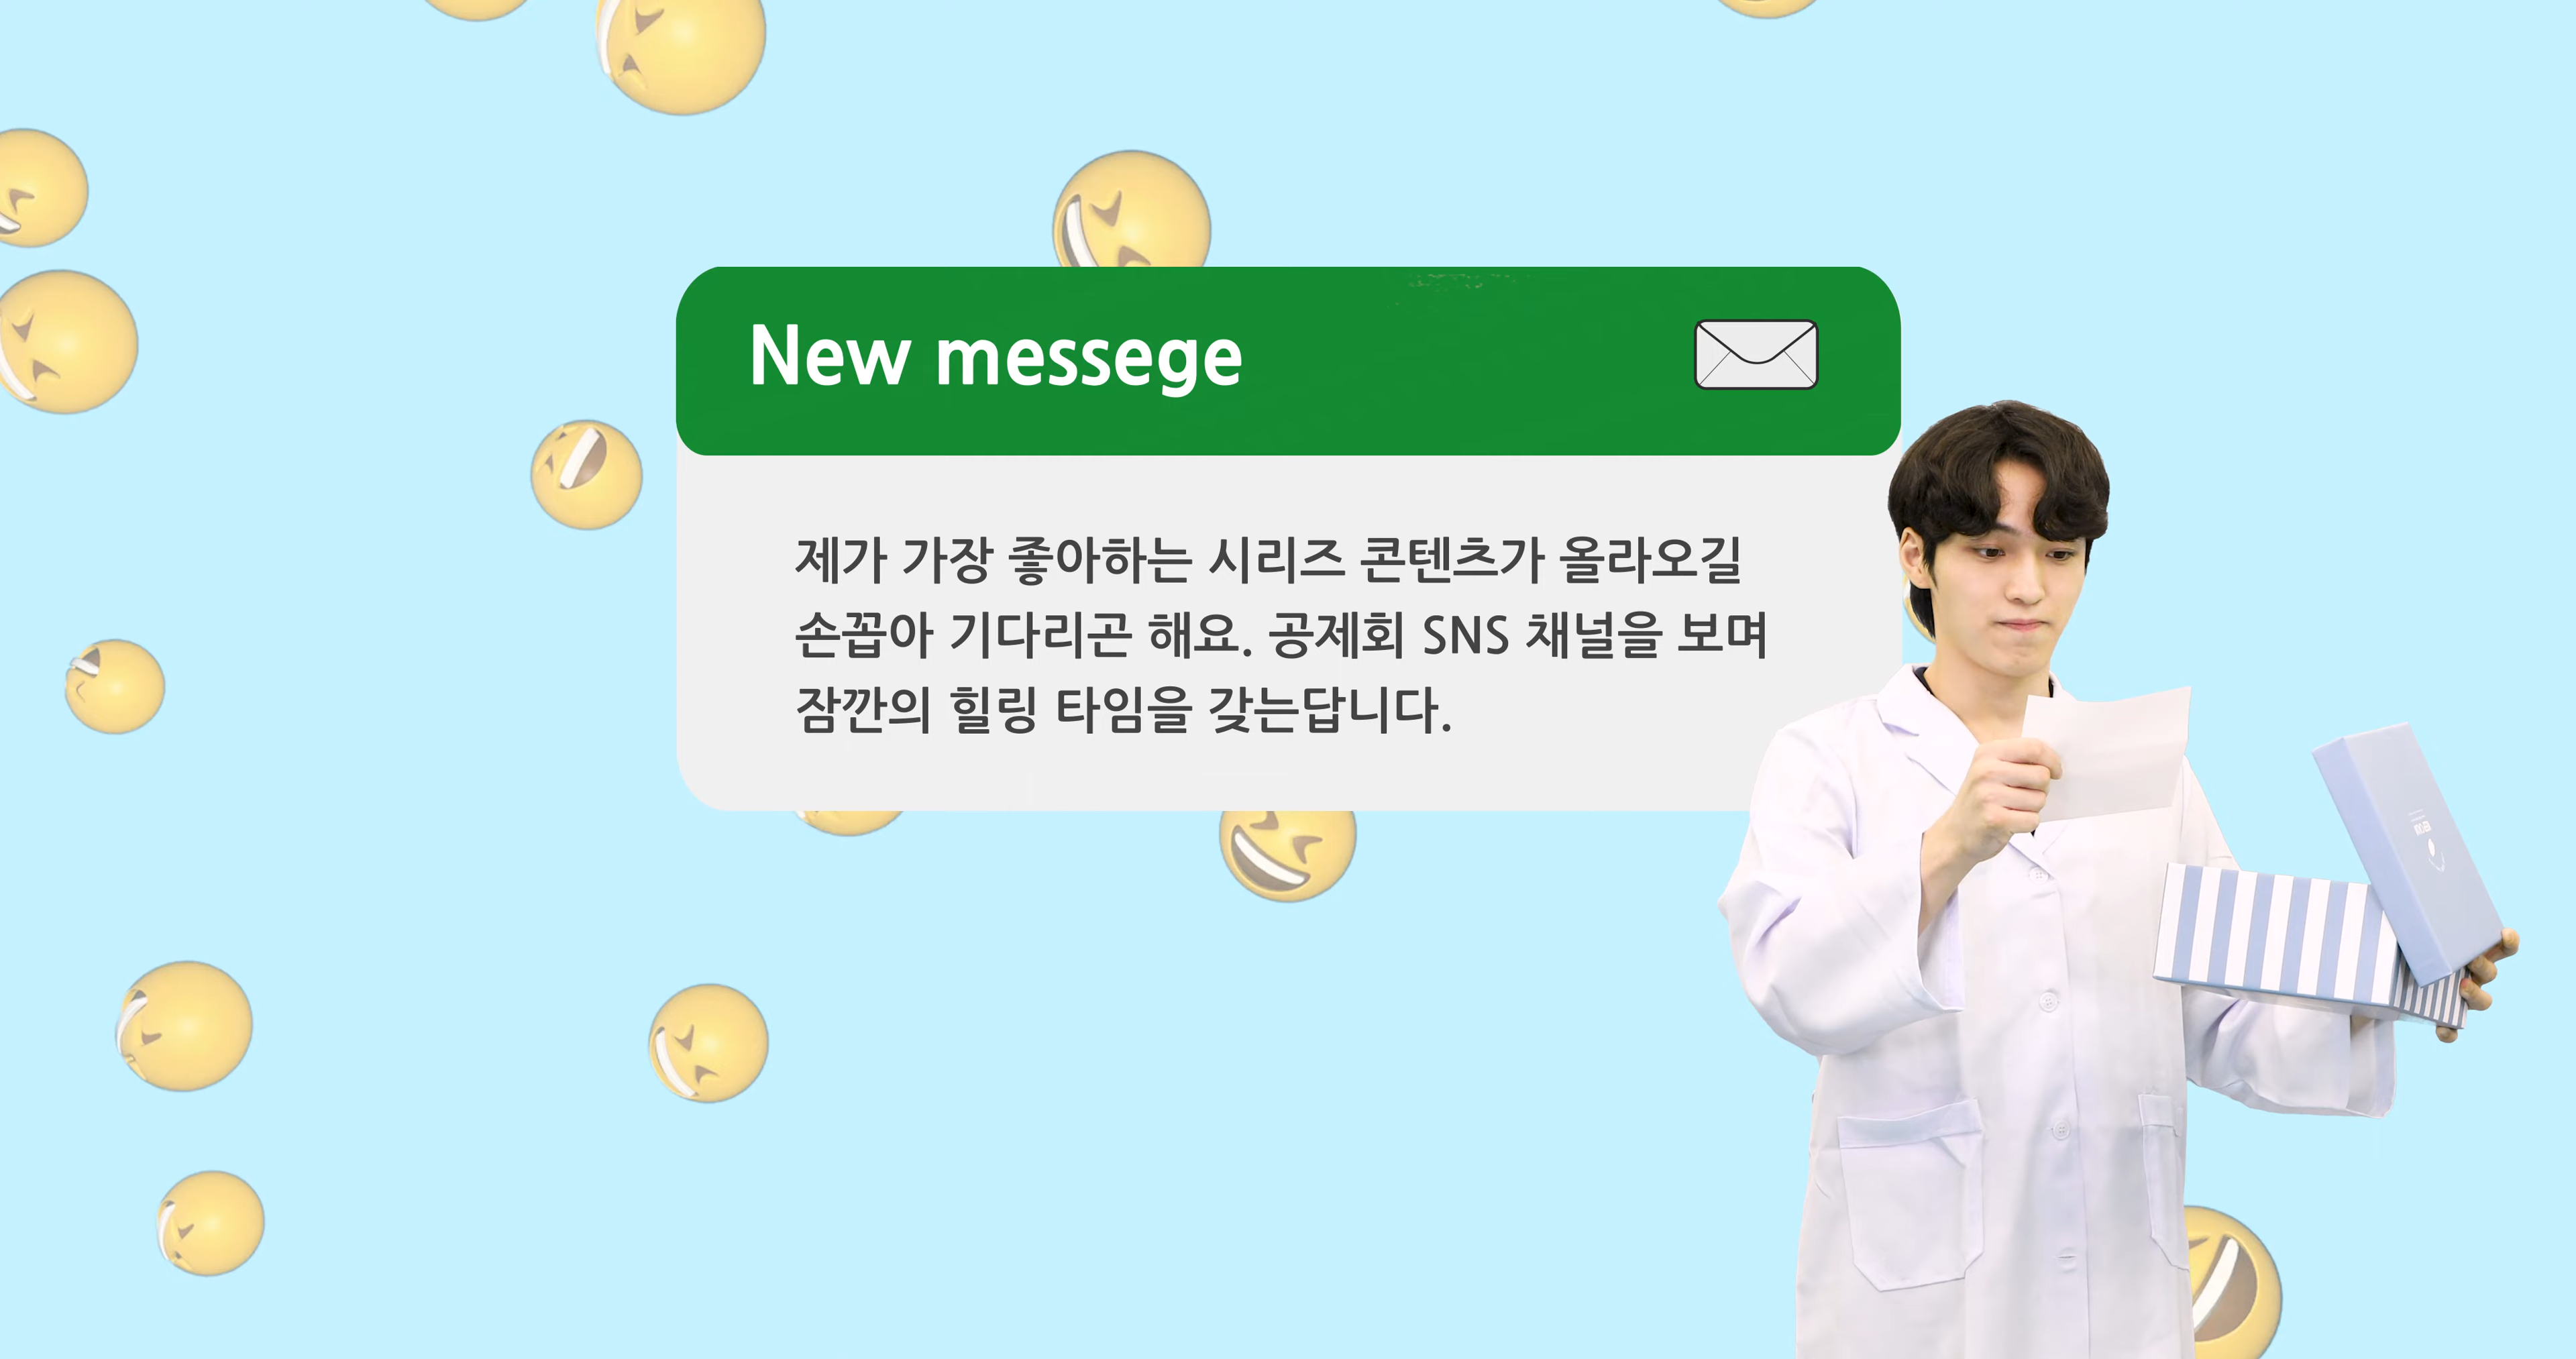 New messege
제가 가장 좋아하는 시리즈 콘텐츠가 올라오길
손꼽아 기다리곤 해요. 공제회 SNS 채널을 보며
잠깐의 힐링 타임을 갖는답니다.